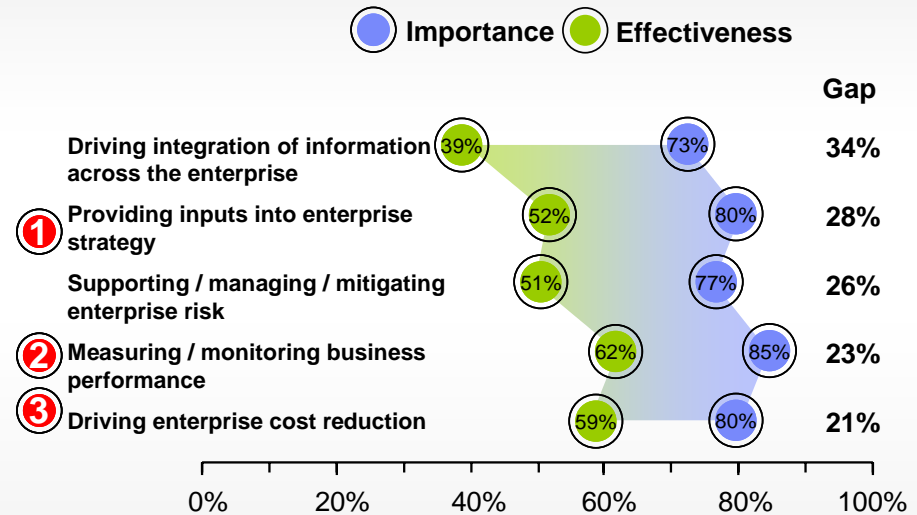 Importance Effectiveness
Gap
Driving integration of information
across the enterprise
39% 73% 34%
1
Providing inputs into enterprise
strategy
52% 80% 28%
Supporting / managing / mitigating
enterprise risk
51% 77% 26%
2
Measuring / monitoring business
performance
62% 85% 23%
3
Driving enterprise cost reduction
59% 80% 21%
0% 20% 40% 60% 80% 100%